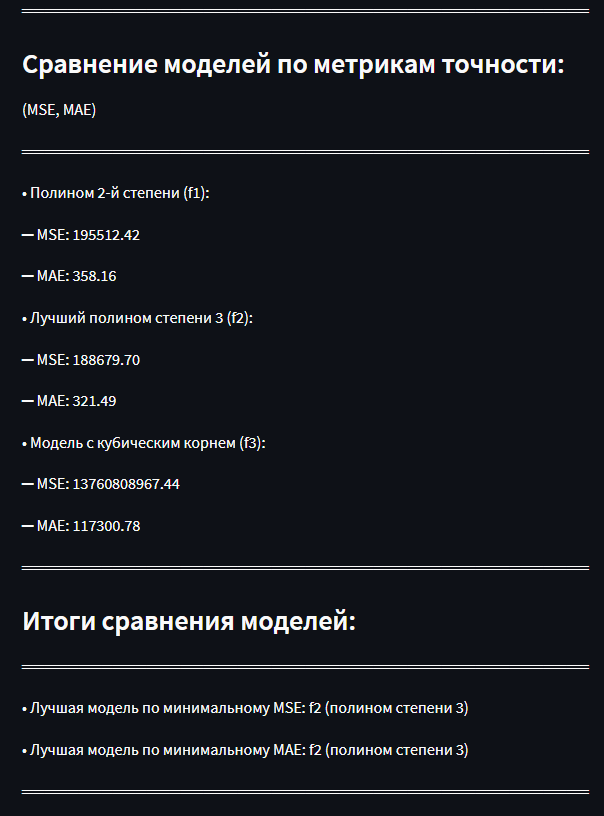 Сравнение моделей по метрикам точности:
(MSE, MAE)
• Полином 2-й степени (f1):
— MSE: 195512.42
— MAE: 358.16
• Лучший полином степени 3 (f2):
— MSE: 188679.70
— MAE: 321.49
• Модель с кубическим корнем (f3):
— MSE: 13760808967.44
— MAE: 117300.78
Итоги сравнения моделей:
• Лучшая модель по минимальному MSE: f2 (полином степени 3)
• Лучшая модель по минимальному MAE: f2 (полином степени 3)